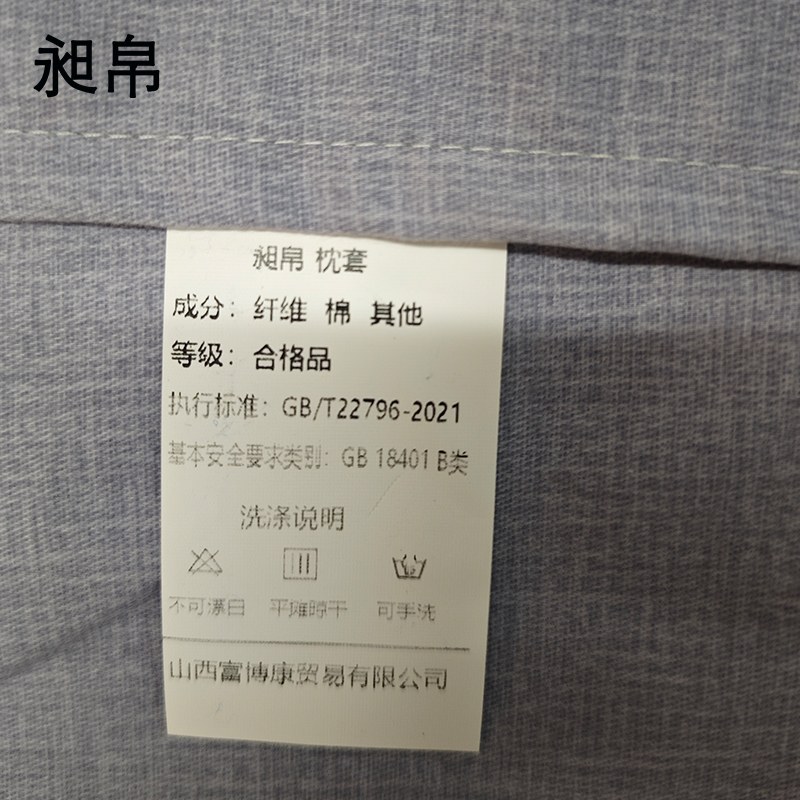 昶帛
昶帛 枕套
成分：纤维 棉 其他
等级：合格品
执行标准：GB/T22796-2021
基本安全要求类别：GB 18401 B类
洗涤说明
不可漂白 平摊晾干 可手洗
山西富博康贸易有限公司